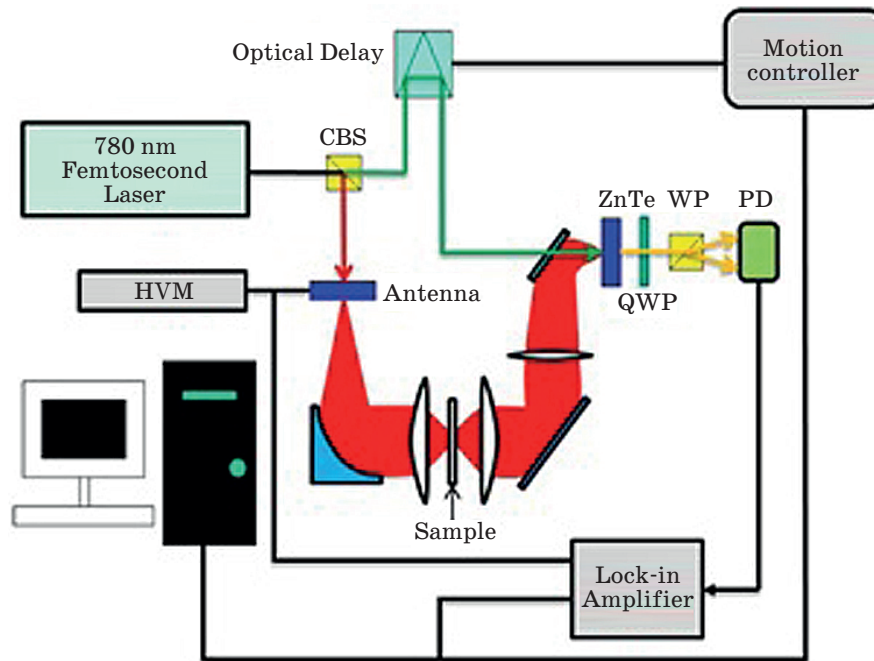 Optical Delay
Motion
controller
780 nm
Femtosecond
Laser
CBS
ZnTe
WP
PD
HVM
Antenna
QWP
Sample
Lock-in
Amplifier